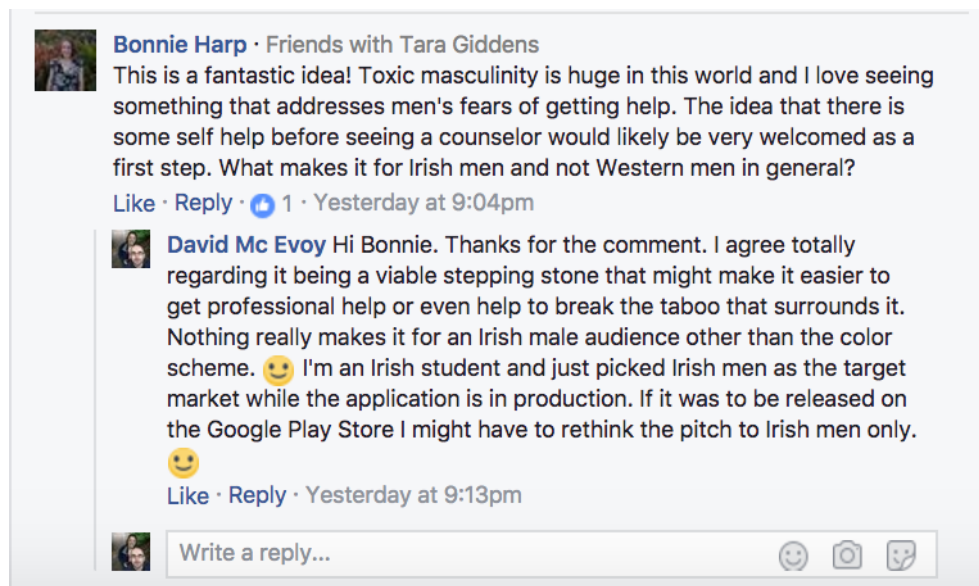 Bonnie Harp · Friends with Tara Giddens
This is a fantastic idea! Toxic masculinity is huge in this world and I love seeing
something that addresses men's fears of getting help. The idea that there is
some self help before seeing a counselor would likely be very welcomed as a
first step. What makes it for Irish men and not Western men in general?
Like · Reply · 1 · Yesterday at 9:04pm
David Mc Evoy Hi Bonnie. Thanks for the comment. I agree totally
regarding it being a viable stepping stone that might make it easier to
get professional help or even help to break the taboo that surrounds it.
Nothing really makes it for an Irish male audience other than the color
scheme. 🙂 I'm an Irish student and just picked Irish men as the target
market while the application is in production. If it was to be released on
the Google Play Store I might have to rethink the pitch to Irish men only.
🙂
Like · Reply · Yesterday at 9:13pm
Write a reply...